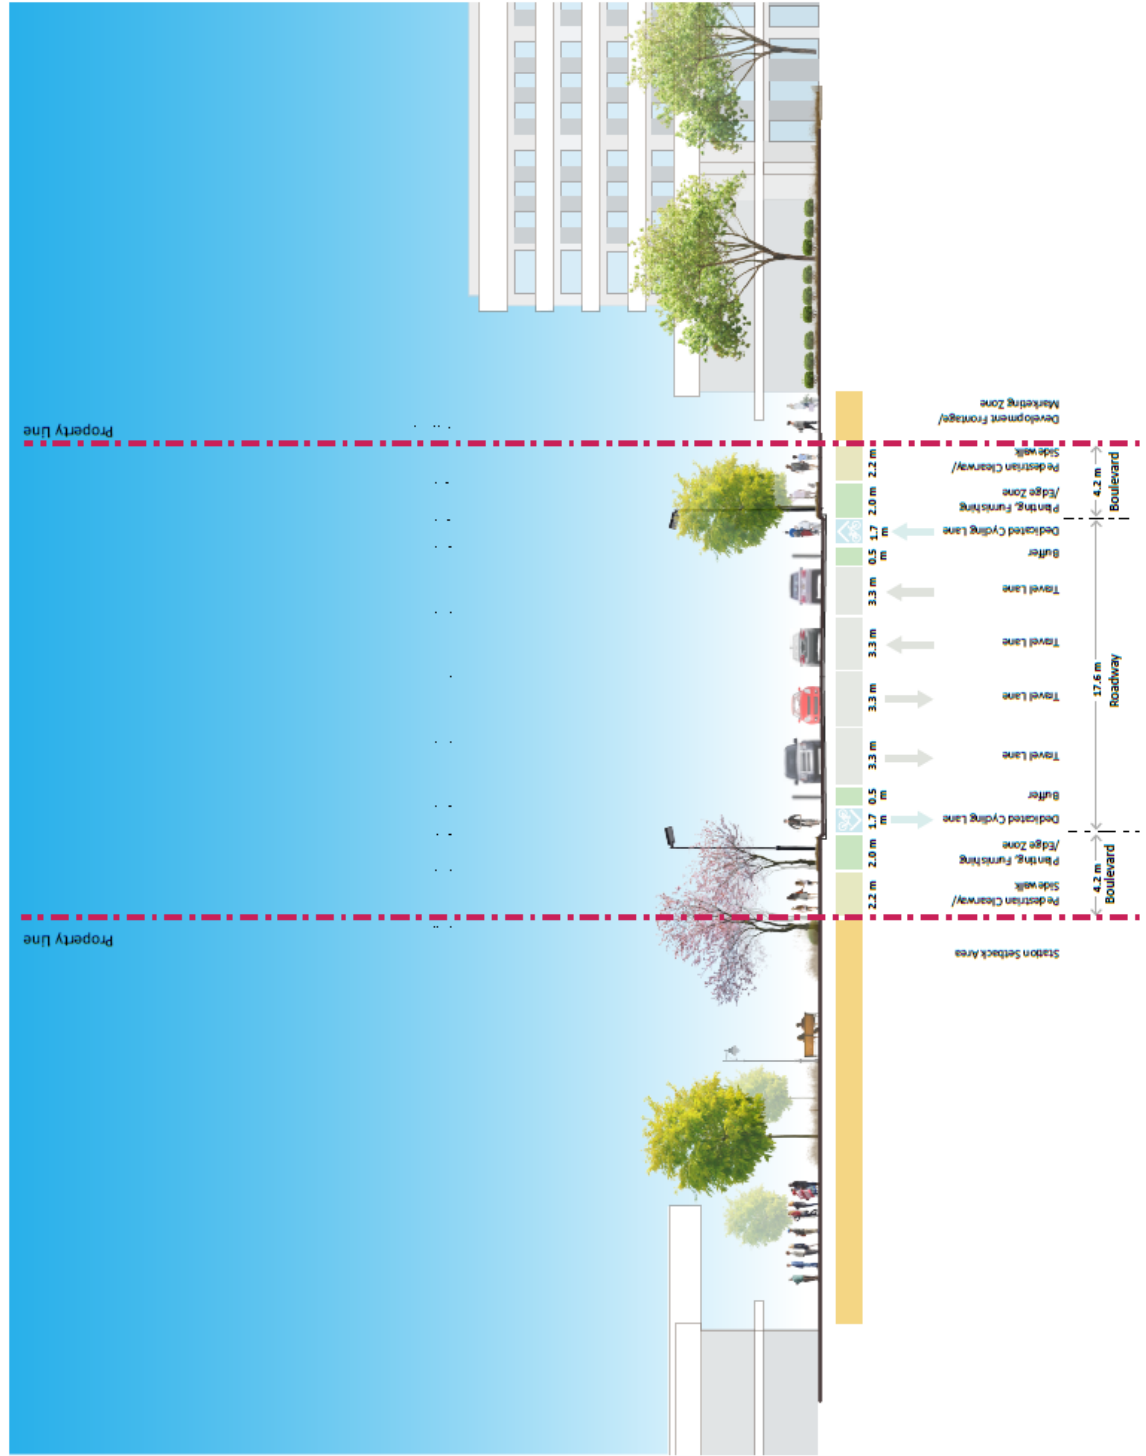 Property Line
Property Line
Development Frontage/
Marketing Zone
Pedestrian Clearway/
Sidewalk
Planting, Furnishing
/Edge Zone
Dedicated Cycling Lane
Buffer
Travel Lane
Travel Lane
Travel Lane
Travel Lane
Buffer
Dedicated Cycling Lane
Planting, Furnishing
/Edge Zone
Pedestrian Clearway/
Sidewalk
Station Setback Area
2.2 m
2.0 m
1.7
m
0.5
m
3.3 m
3.3 m
3.3 m
3.3 m
0.5
m
1.7
m
2.0 m
2.2 m
4.2 m
Boulevard
17.6 m
Roadway
4.2 m
Boulevard